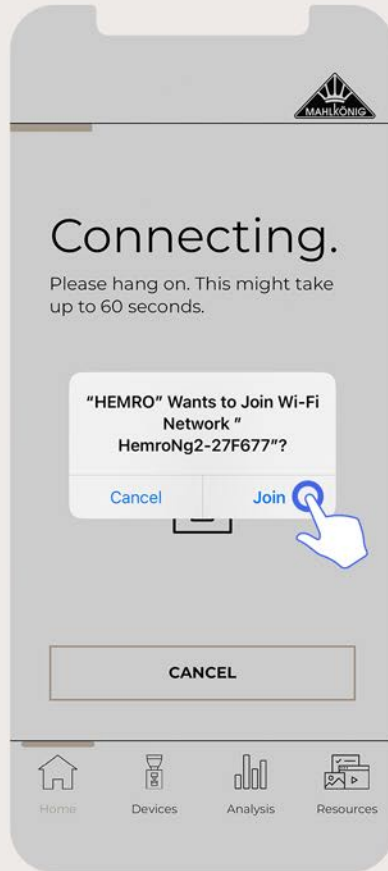 MAHLKÖNIG
Connecting.
Please hang on. This might take
up to 60 seconds.
"HEMRO" Wants to Join Wi-Fi
Network "
HemroNg2-27F677"?
Cancel Join
CANCEL
Home Devices Analysis Resources